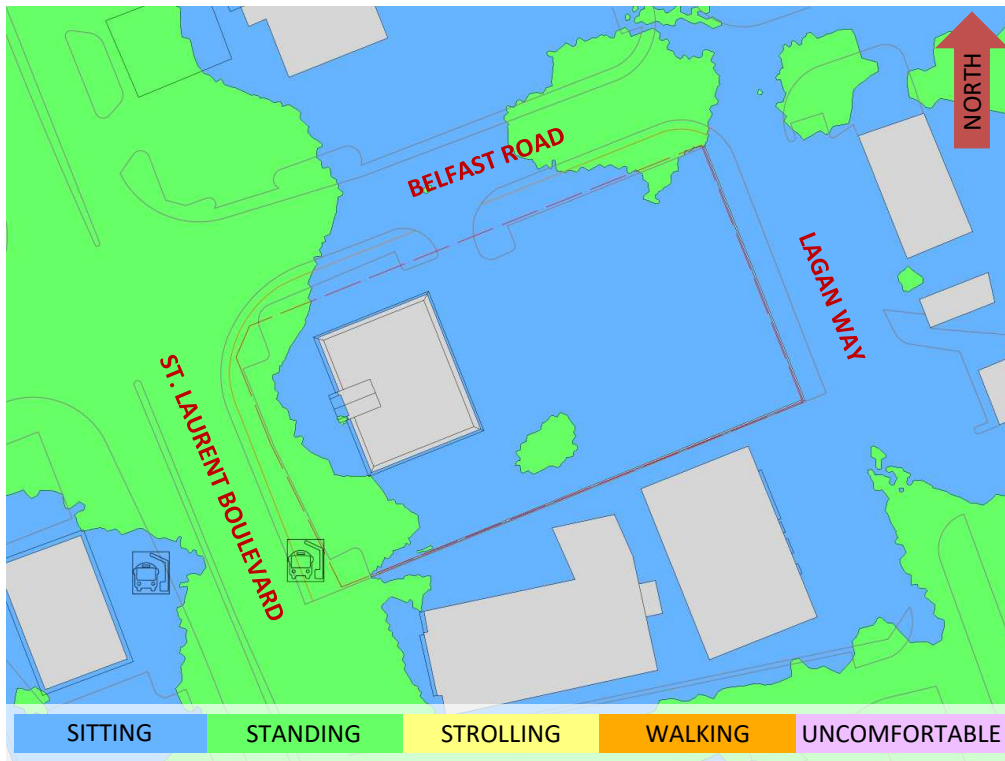 NORTH
BELFAST ROAD
LAGAN WAY
ST. LAURENT BOULEVARD
SITTING
STANDING
STROLLING
WALKING
UNCOMFORTABLE